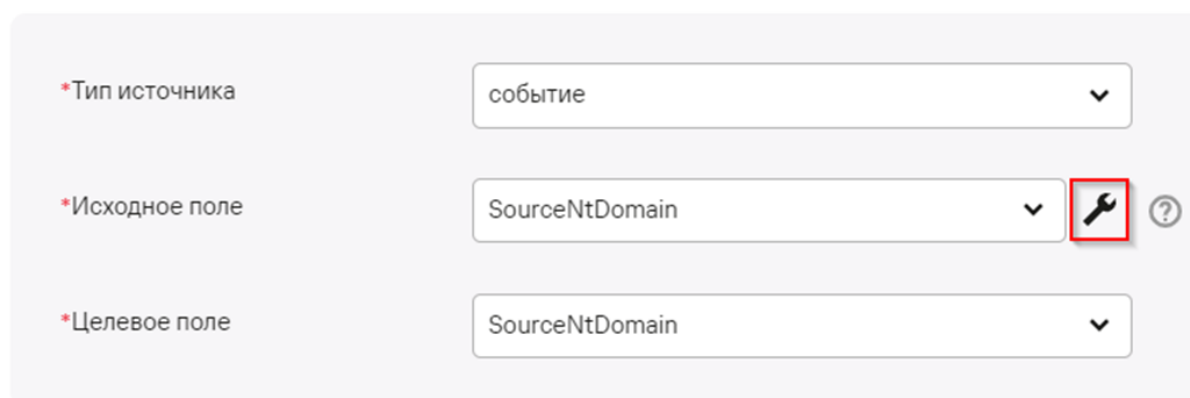 *Тип источника
событие
*Исходное поле
SourceNtDomain
?
*Целевое поле
SourceNtDomain